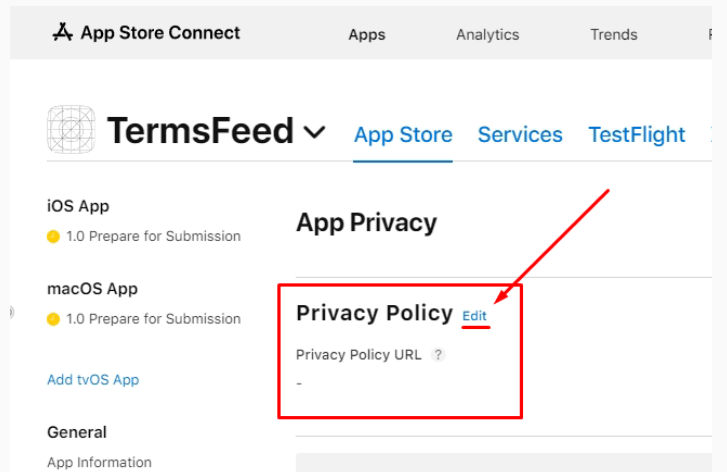 App Store Connect Apps Analytics Trends
TermsFeed App Store Services TestFlight
iOS App
1.0 Prepare for Submission
App Privacy
macOS App
1.0 Prepare for Submission
Privacy Policy Edit
Privacy Policy URL ?
-
Add tvOS App
General
App Information